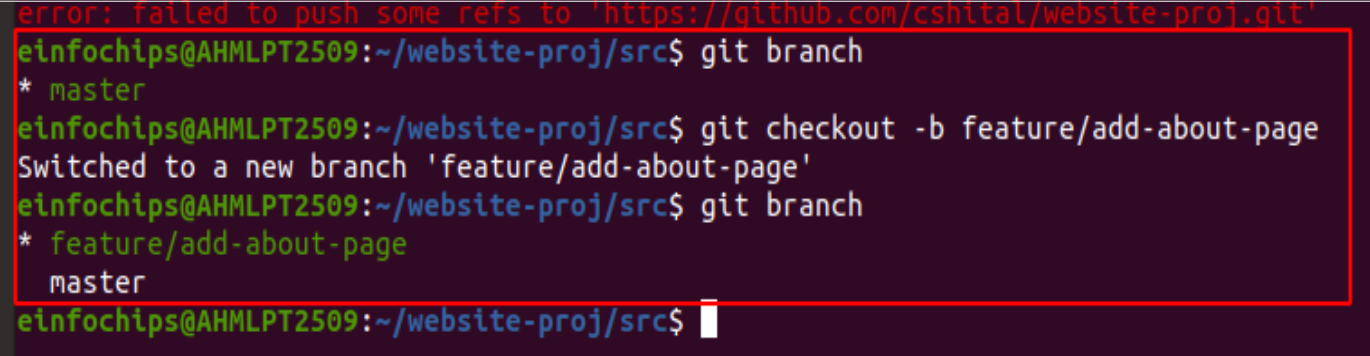 error: failed to push some refs to 'https://github.com/cshital/website-proj.git'
einfochips@AHMLPT2509:~/website-proj/src$ git branch
* master
einfochips@AHMLPT2509:~/website-proj/src$ git checkout -b feature/add-about-page
Switched to a new branch 'feature/add-about-page'
einfochips@AHMLPT2509:~/website-proj/src$ git branch
* feature/add-about-page
  master
einfochips@AHMLPT2509:~/website-proj/src$